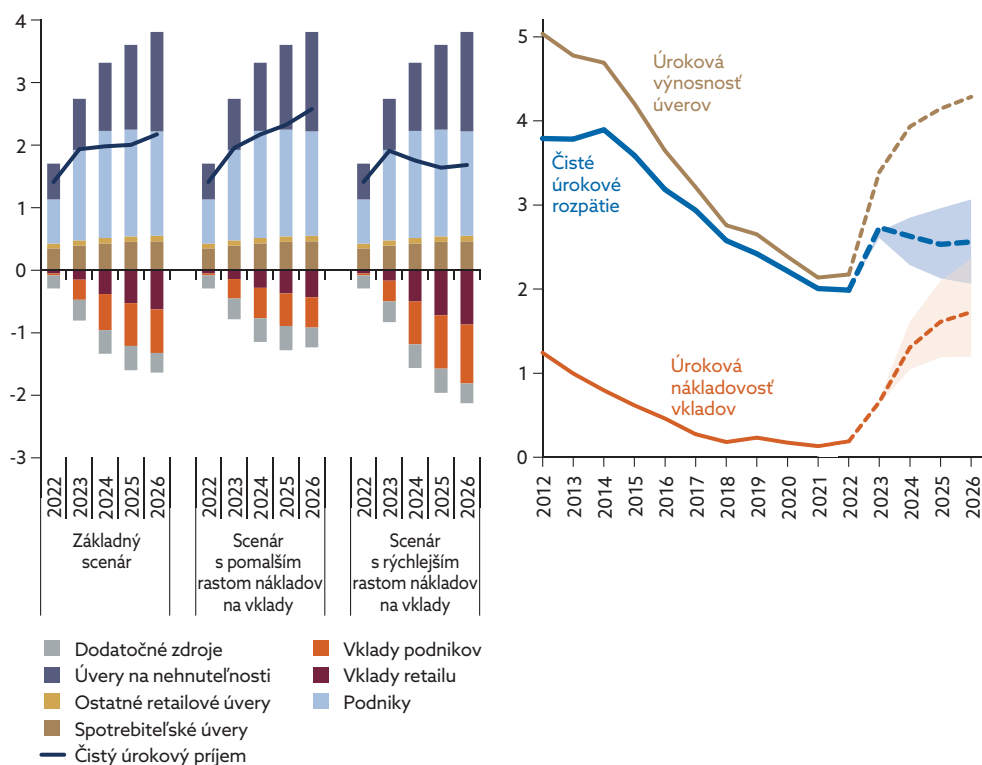 4
3
2
1
0
-1
-2
-3
2022
2023
2024
2025
2026
2022
2023
2024
2025
2026
2022
2023
2024
2025
2026
Základný
scenár
Scenár
s pomalším
rastom nákladov
na vklady
Scenár
s rýchlejším
rastom nákladov
na vklady
Dodatočné zdroje
Úvery na nehnuteľnosti
Ostatné retailové úvery
Spotrebiteľské úvery
Čistý úrokový príjem
Vklady podnikov
Vklady retailu
Podniky
5
4
3
2
1
0
Úroková
výnosnosť
úverov
Čisté
úrokové
rozpätie
Úroková
nákladovosť
vkladov
2012
2013
2014
2015
2016
2017
2018
2019
2020
2021
2022
2023
2024
2025
2026